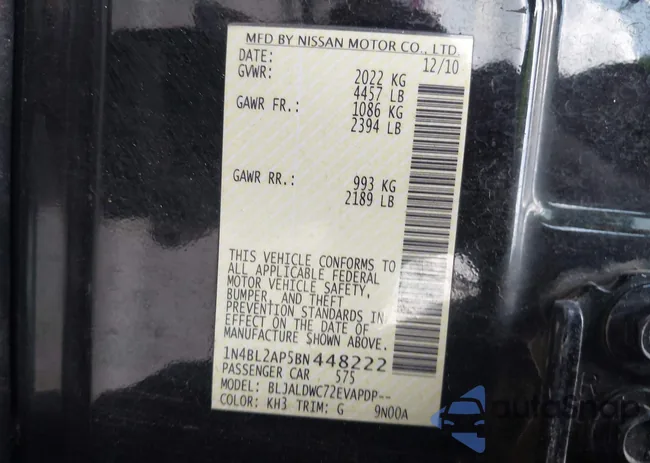 MFD BY NISSAN MOTOR CO., LTD.
DATE: 12/10
GVWR: 2022 KG
4457 LB
GAWR FR.: 1086 KG
2394 LB
GAWR RR.: 993 KG
2189 LB
THIS VEHICLE CONFORMS TO
ALL APPLICABLE FEDERAL
MOTOR VEHICLE SAFETY,
BUMPER, AND THEFT
PREVENTION STANDARDS IN
EFFECT ON THE DATE OF
MANUFACTURE SHOWN ABOVE.
1N4BL2AP5BN448222
PASSENGER CAR 575
MODEL: BLJALDWC72EVAPDP--
COLOR: KH3 TRIM: G 9N00A
autoSnap